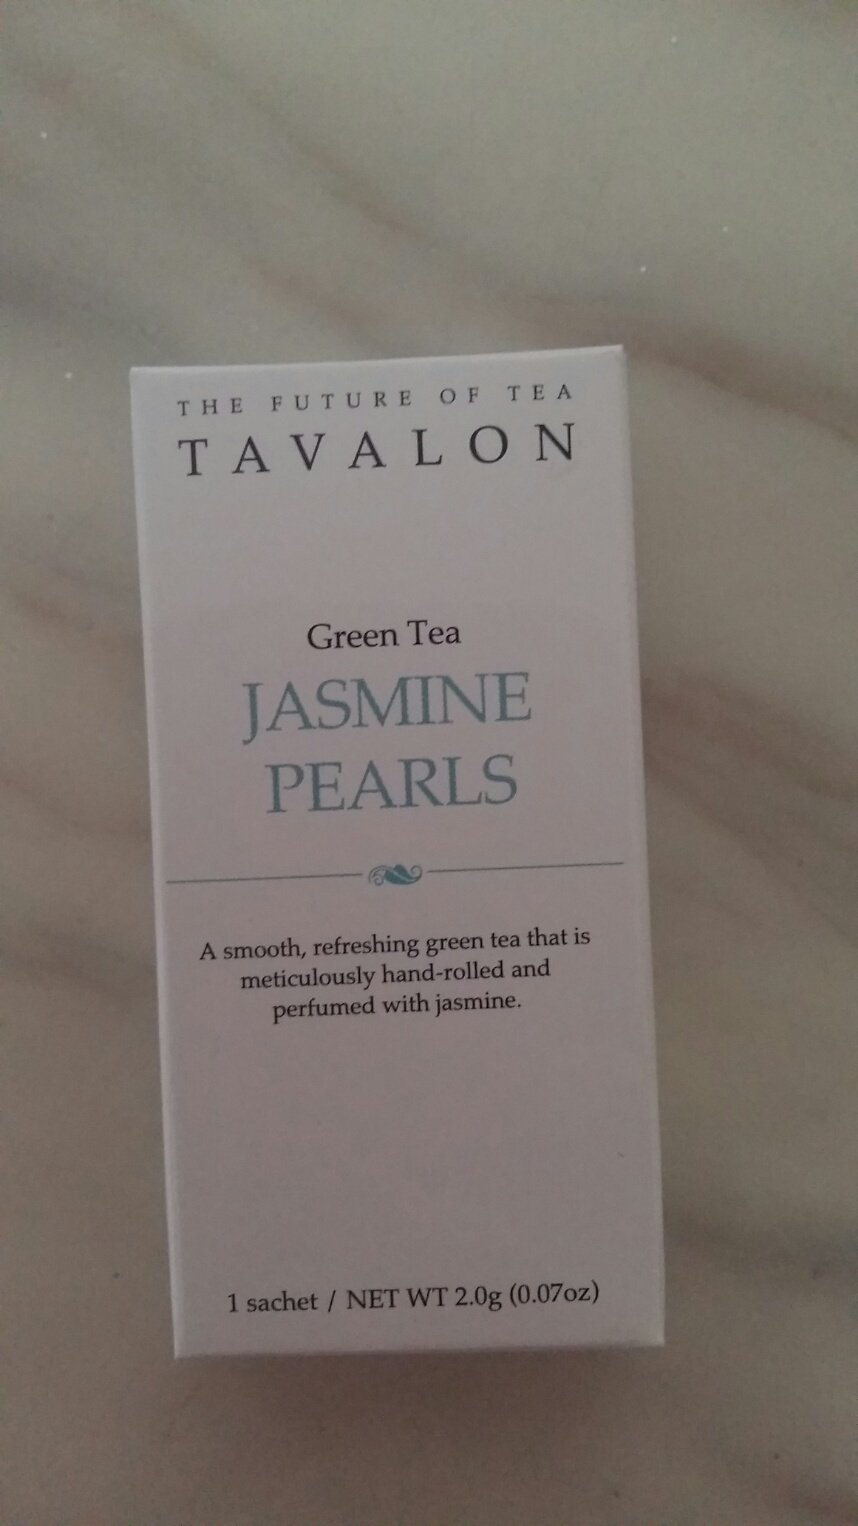 THE FUTURE OF TEA
TAVALON
Green Tea
JASMINE
PEARLS
A smooth, refreshing green tea that is
meticulously hand-rolled and
perfumed with jasmine.
1 sachet / NET WT 2.0g (0.07oz)